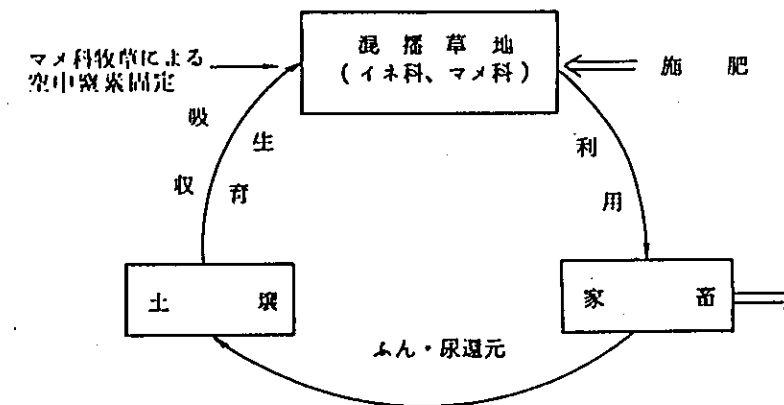 マメ科牧草による
空中窒素固定
混播草地
(イネ科、マメ科)
施肥
吸収
生育
利用
土壌
家畜
ふん・尿還元